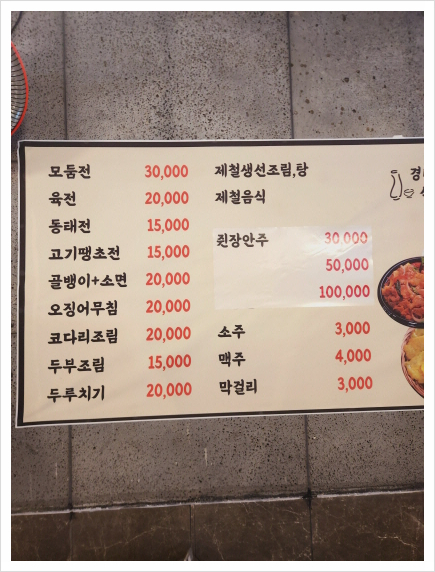 모둠전 30,000
육전 20,000
동태전 15,000
고기땡초전 15,000
골뱅이+소면 20,000
오징어무침 20,000
코다리조림 20,000
두부조림 15,000
두루치기 20,000
제철생선조림,탕
제철음식
쥔장안주 30,000
50,000
100,000
소주 3,000
맥주 4,000
막걸리 3,000